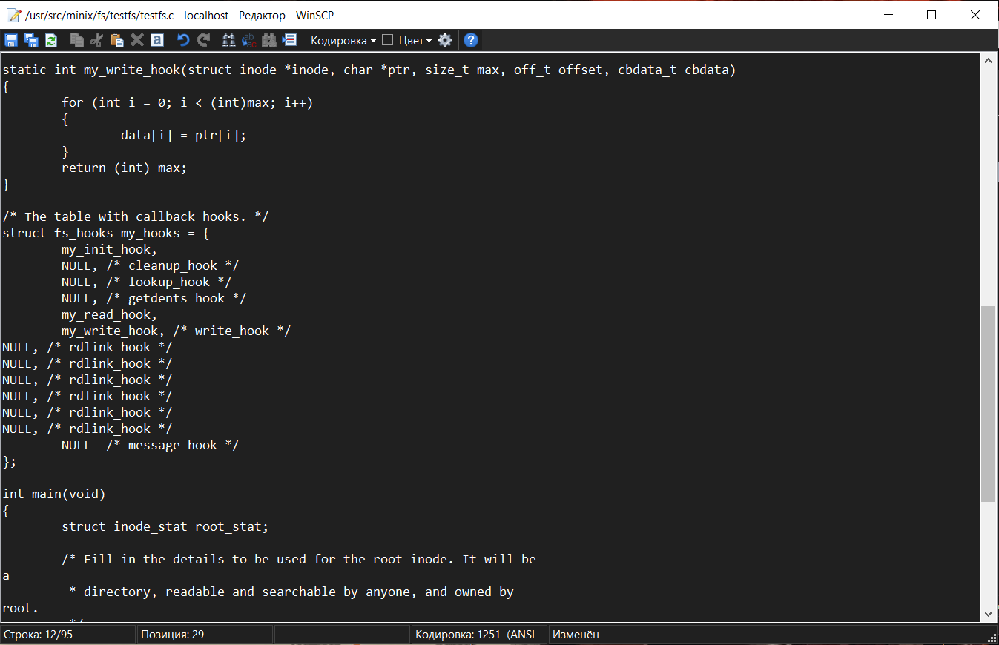 /usr/src/minix/fs/testfs/testfs.c - localhost - Редактор - WinSCP
Кодировка Цвет
static int my_write_hook(struct inode *inode, char *ptr, size_t max, off_t offset, cbdata_t cbdata)
{
for (int i = 0; i < (int)max; i++)
{
data[i] = ptr[i];
}
return (int) max;
}
/* The table with callback hooks. */
struct fs_hooks my_hooks = {
my_init_hook,
NULL, /* cleanup_hook */
NULL, /* lookup_hook */
NULL, /* getdents_hook */
my_read_hook,
my_write_hook, /* write_hook */
NULL, /* rdlink_hook */
NULL, /* rdlink_hook */
NULL, /* rdlink_hook */
NULL, /* rdlink_hook */
NULL, /* rdlink_hook */
NULL, /* rdlink_hook */
NULL  /* message_hook */
};
int main(void)
{
struct inode_stat root_stat;
/* Fill in the details to be used for the root inode. It will be
a
* directory, readable and searchable by anyone, and owned by
root.
*/
Строка: 12/95 Позиция: 29 Кодировка: 1251 (ANSI - Изменён